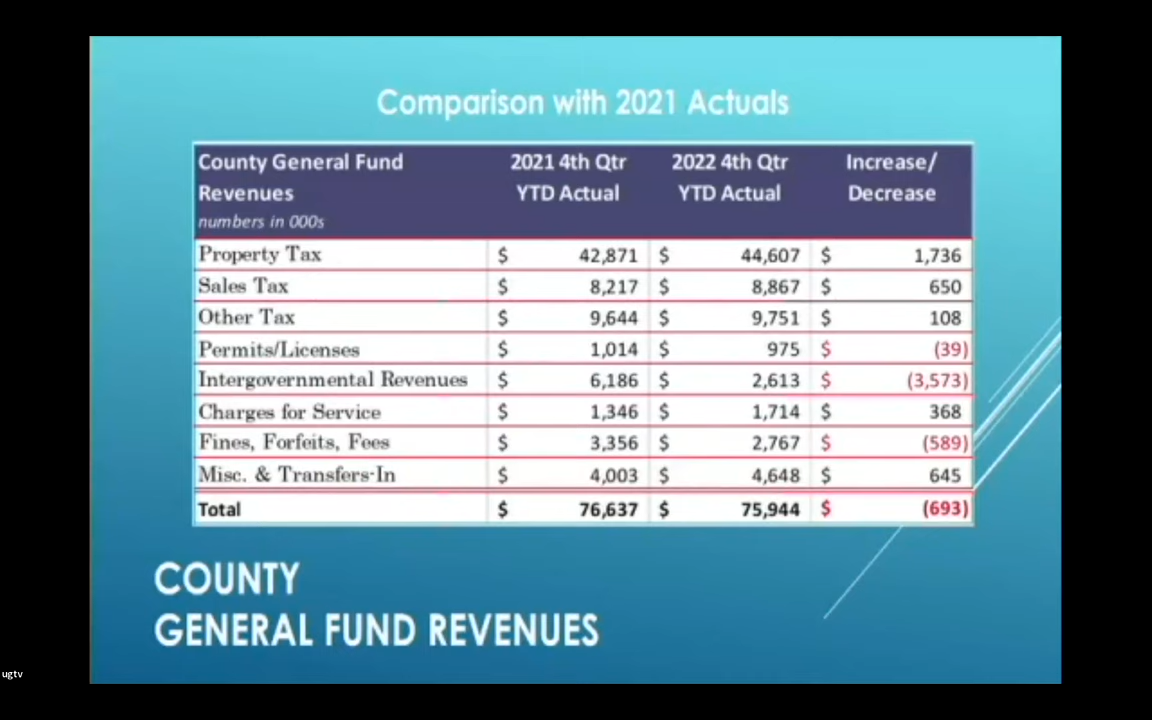 Comparison with 2021 Actuals
County General Fund Revenues numbers in 000s 2021 4th Qtr YTD Actual 2022 4th Qtr YTD Actual Increase/ Decrease
Property Tax $ 42,871 $ 44,607 $ 1,736
Sales Tax $ 8,217 $ 8,867 $ 650
Other Tax $ 9,644 $ 9,751 $ 108
Permits/Licenses $ 1,014 $ 975 $ (39)
Intergovernmental Revenues $ 6,186 $ 2,613 $ (3,573)
Charges for Service $ 1,346 $ 1,714 $ 368
Fines, Forfeits, Fees $ 3,356 $ 2,767 $ (589)
Misc. & Transfers-In $ 4,003 $ 4,648 $ 645
Total $ 76,637 $ 75,944 $ (693)
COUNTY
GENERAL FUND REVENUES
ugtv